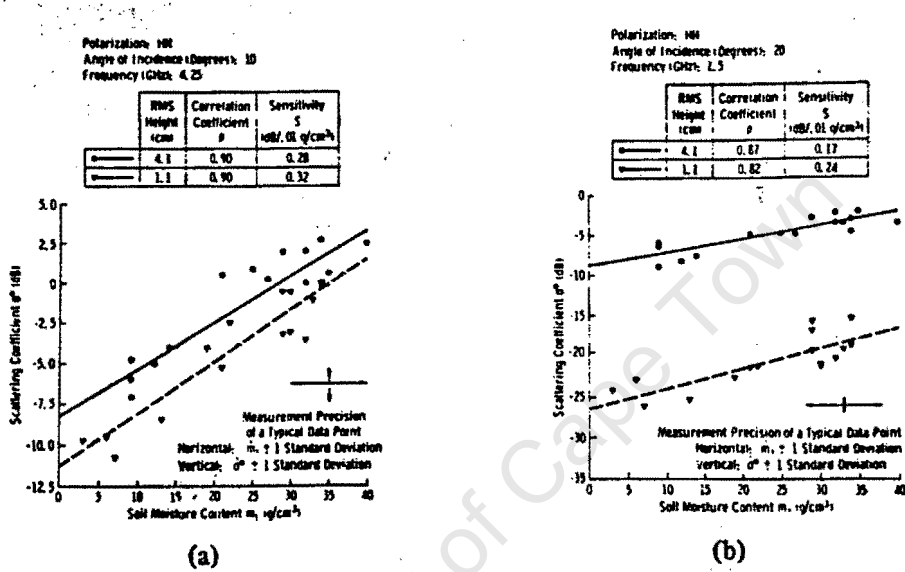 Polarization: HH
Angle of Incidence (Degrees): 10
Frequency (GHz): 4.25
RMS Height (cm) Correlation Coefficient ρ Sensitivity S (dB/.01 g/cm³)
4.1 0.90 0.28
1.1 0.90 0.32
5.0
2.5
0
-2.5
-5.0
-7.5
-10.0
-12.5
Scattering Coefficient σ° (dB)
Measurement Precision
of a Typical Data Point
Horizontal: ± 1 Standard Deviation
Vertical: σ° ± 1 Standard Deviation
0 5 10 15 20 25 30 35 40
Soil Moisture Content
(a)
Polarization: HH
Angle of Incidence (Degrees): 20
Frequency (GHz): 1.5
RMS Height (cm) Correlation Coefficient ρ Sensitivity S (dB/.01 g/cm³)
4.1 0.87 0.17
1.1 0.82 0.24
0
-5
-10
-15
-20
-25
-30
-35
Scattering Coefficient σ° (dB)
Measurement Precision of a Typical Data Point
Horizontal: ± 1 Standard Deviation
Vertical: σ° ± 1 Standard Deviation
0 5 10 15 20 25 30 35 40
Soil Moisture Content
(b)
of Cape Town